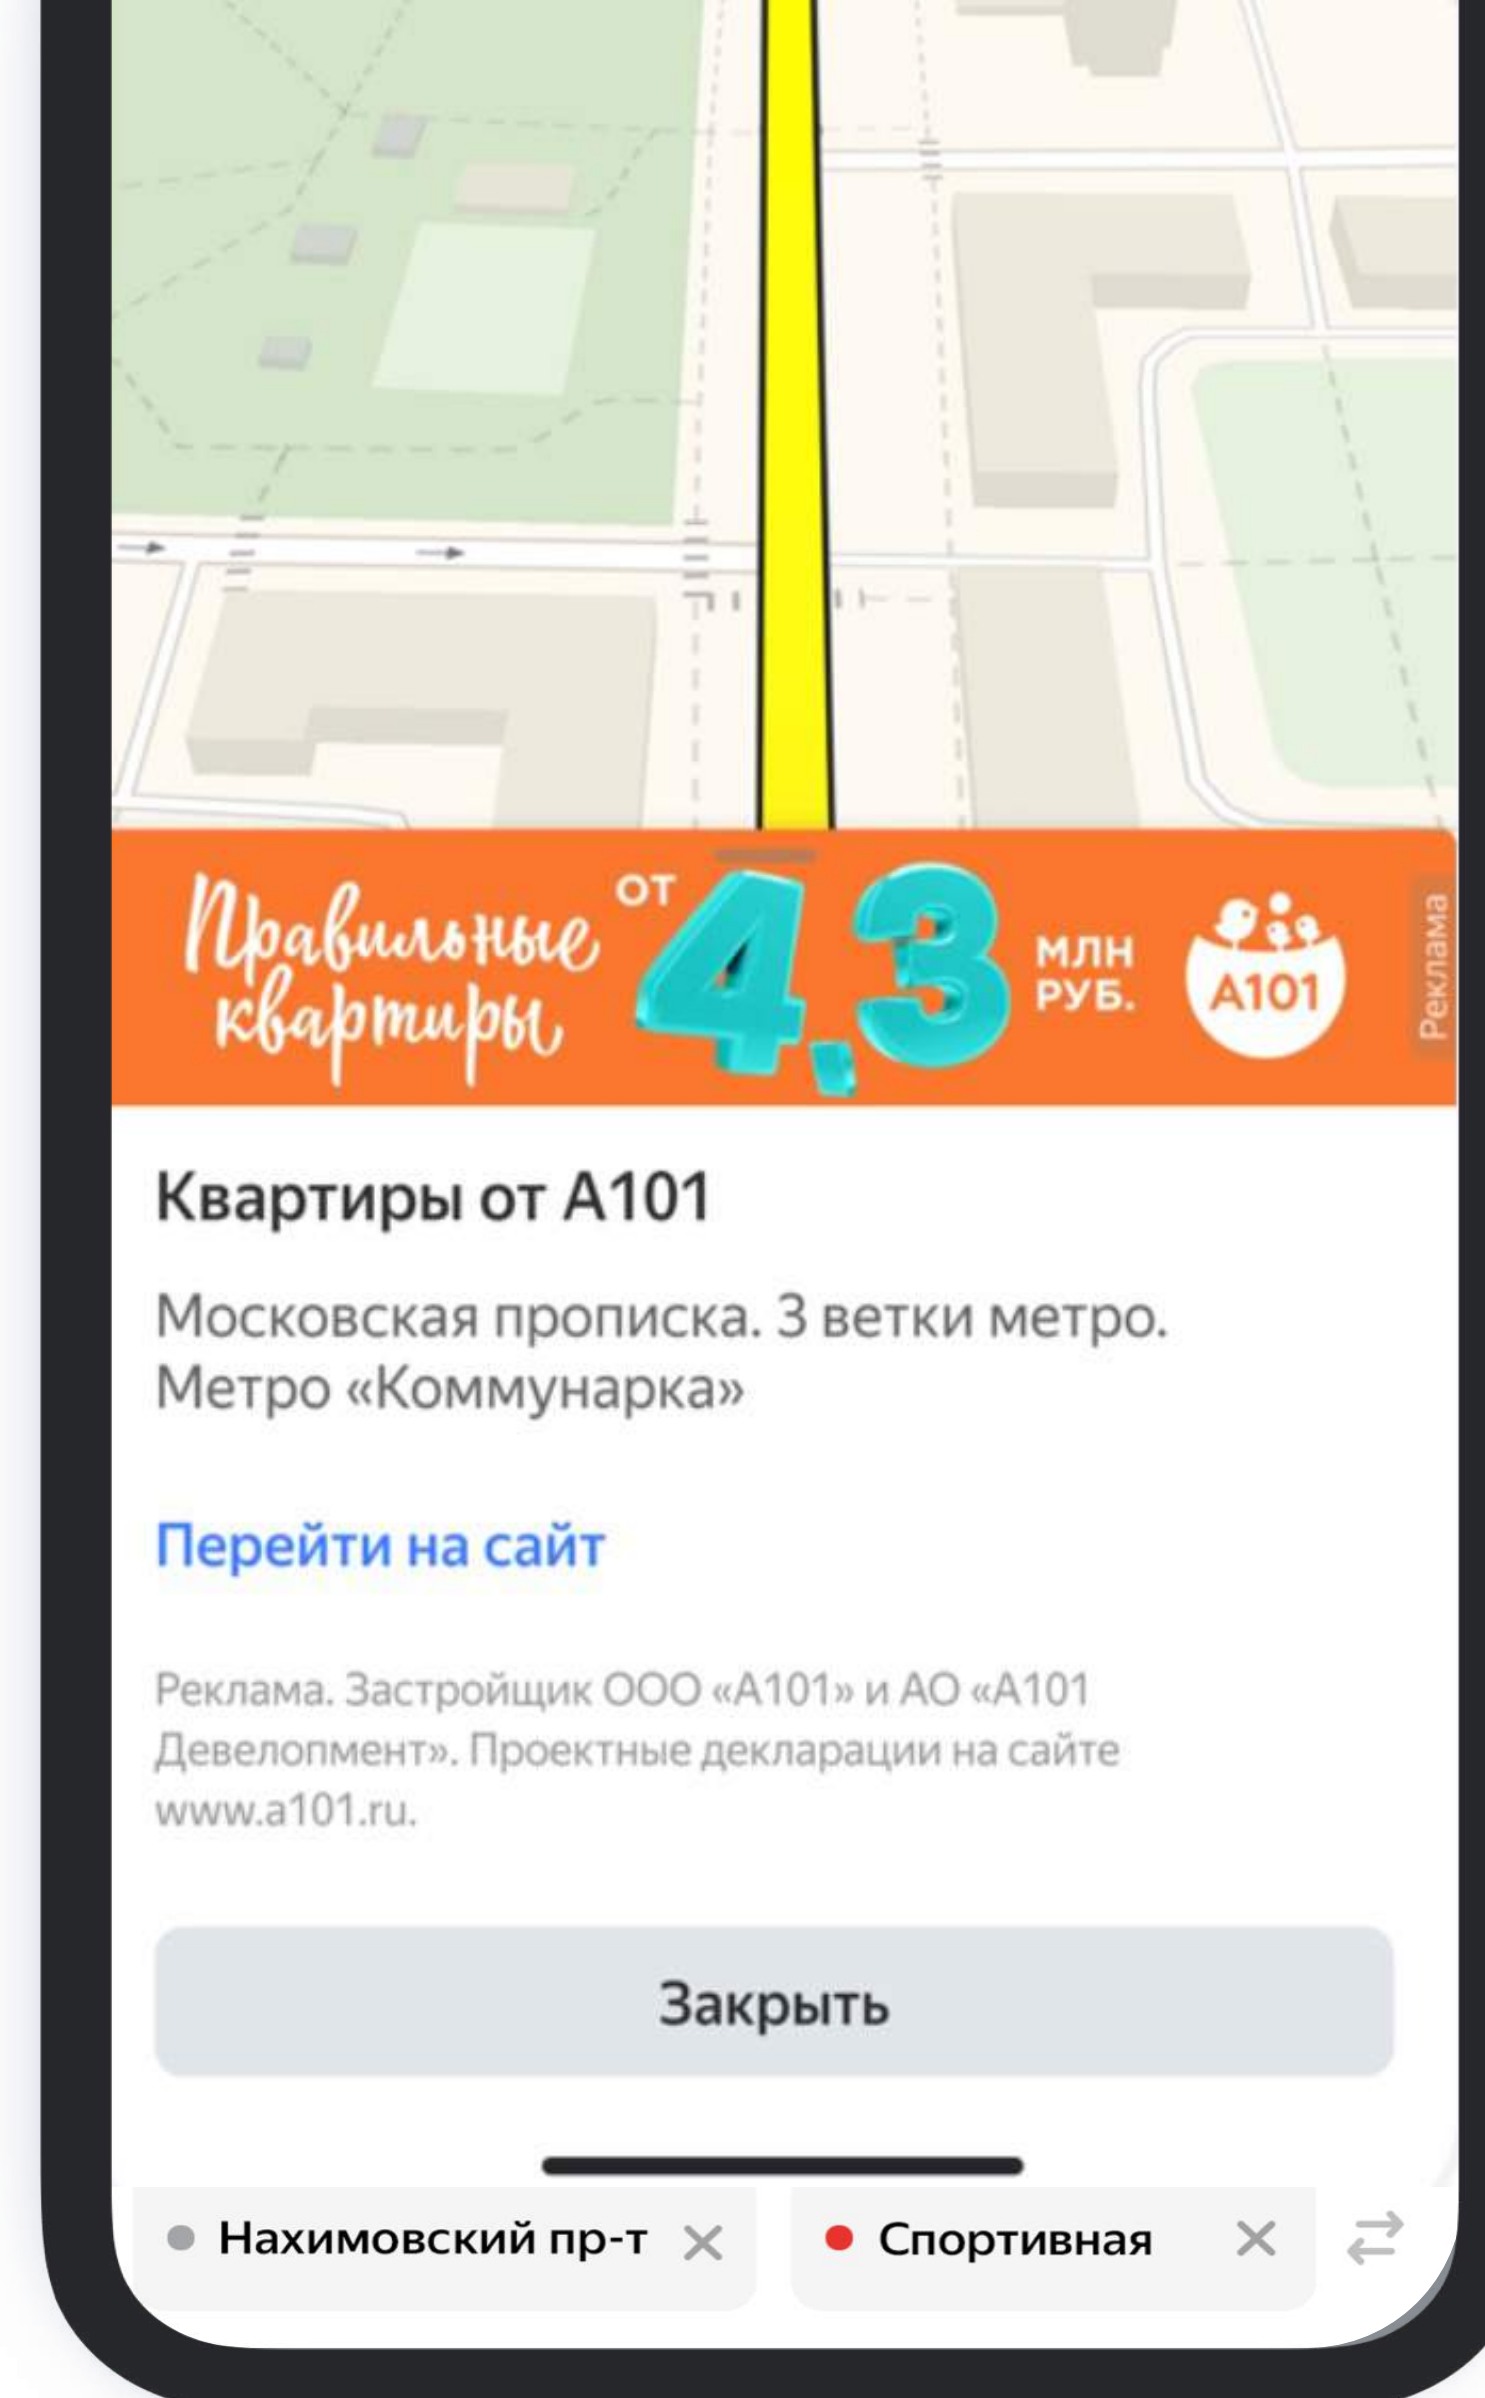 Правильные
квартиры
от
4,3
МЛН
РУБ.
А101
Реклама
Квартиры от А101
Московская прописка. 3 ветки метро.
Метро «Коммунарка»
Перейти на сайт
Реклама. Застройщик ООО «А101» и АО «А101
Девелопмент». Проектные декларации на сайте
www.a101.ru.
Закрыть
Нахимовский пр-т
Спортивная